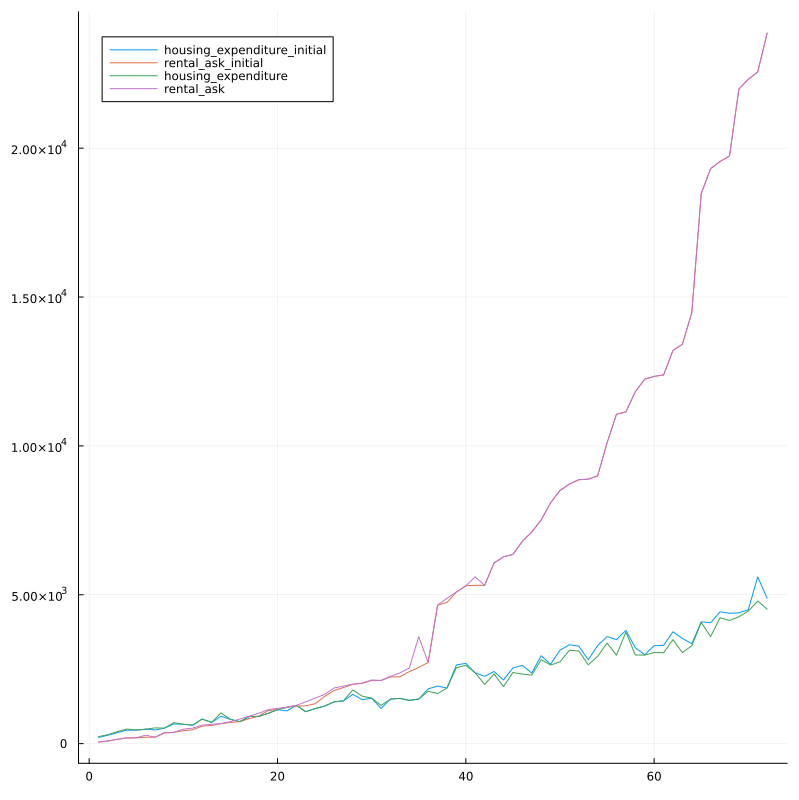 housing_expenditure_initial
rental_ask_initial
housing_expenditure
rental_ask
2.00×10⁴
1.50×10⁴
1.00×10⁴
5.00×10³
0
0 20 40 60